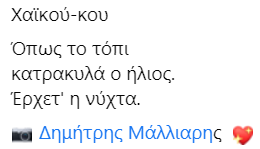 Χαϊκού-κου
Όπως το τόπι
κατρακυλά ο ήλιος.
Έρχετ' η νύχτα.
📷 Δημήτρης Μάλλιαρης 💖